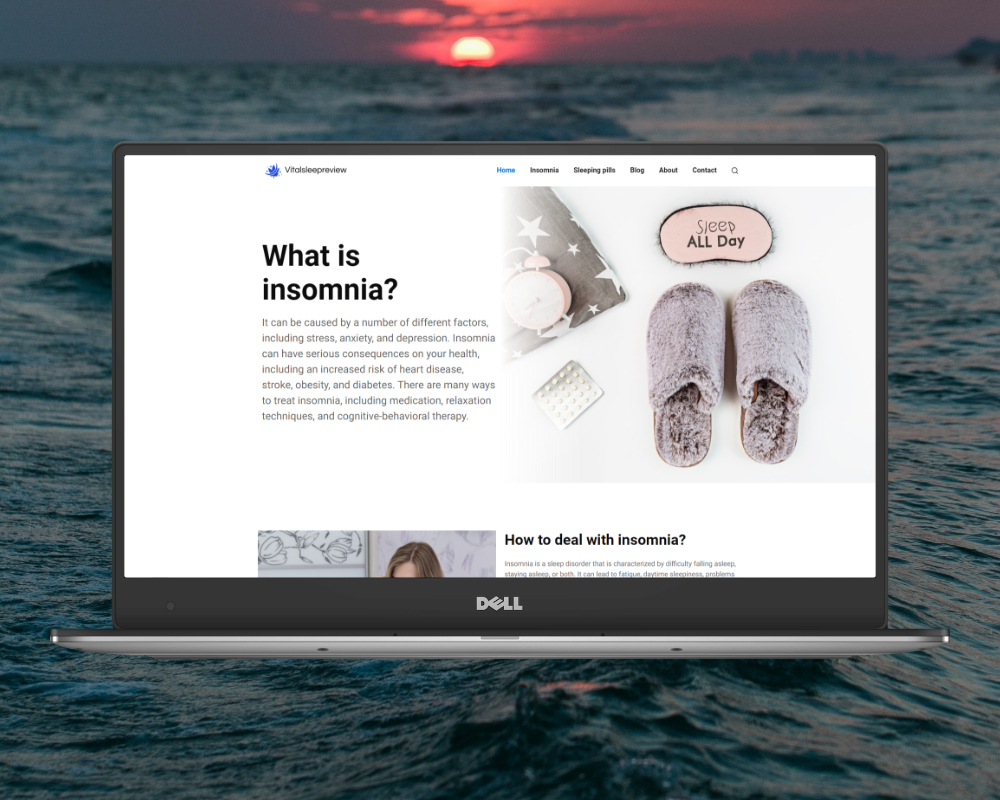 Vitalsleepreview
Home Insomnia Sleeping pills Blog About Contact
What is
insomnia?
It can be caused by a number of different factors,
including stress, anxiety, and depression. Insomnia
can have serious consequences on your health,
including an increased risk of heart disease,
stroke, obesity, and diabetes. There are many ways
to treat insomnia, including medication, relaxation
techniques, and cognitive-behavioral therapy.
Sleep
ALL Day
How to deal with insomnia?
Insomnia is a sleep disorder that is characterized by difficulty falling asleep,
staying asleep, or both. It can lead to fatigue, daytime sleepiness, problems
DELL